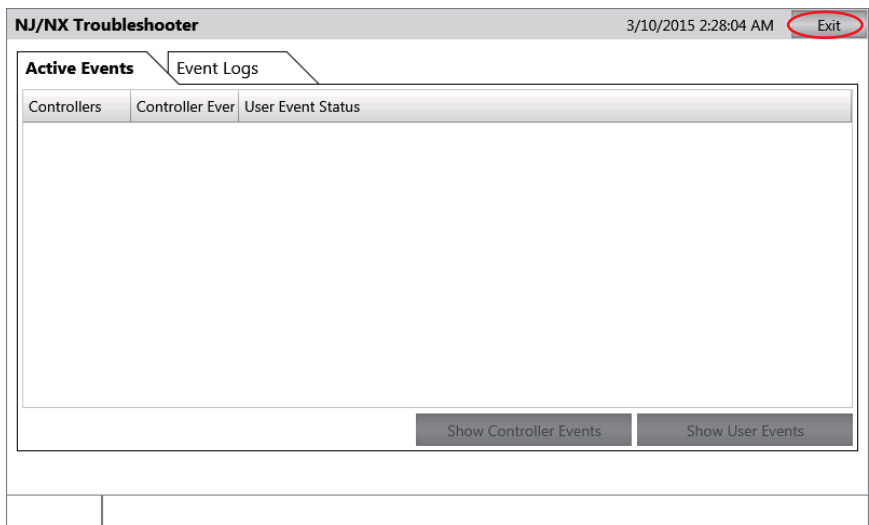 NJ/NX Troubleshooter 3/10/2015 2:28:04 AM Exit
Active Events Event Logs
Controllers Controller Ever User Event Status
Show Controller Events Show User Events